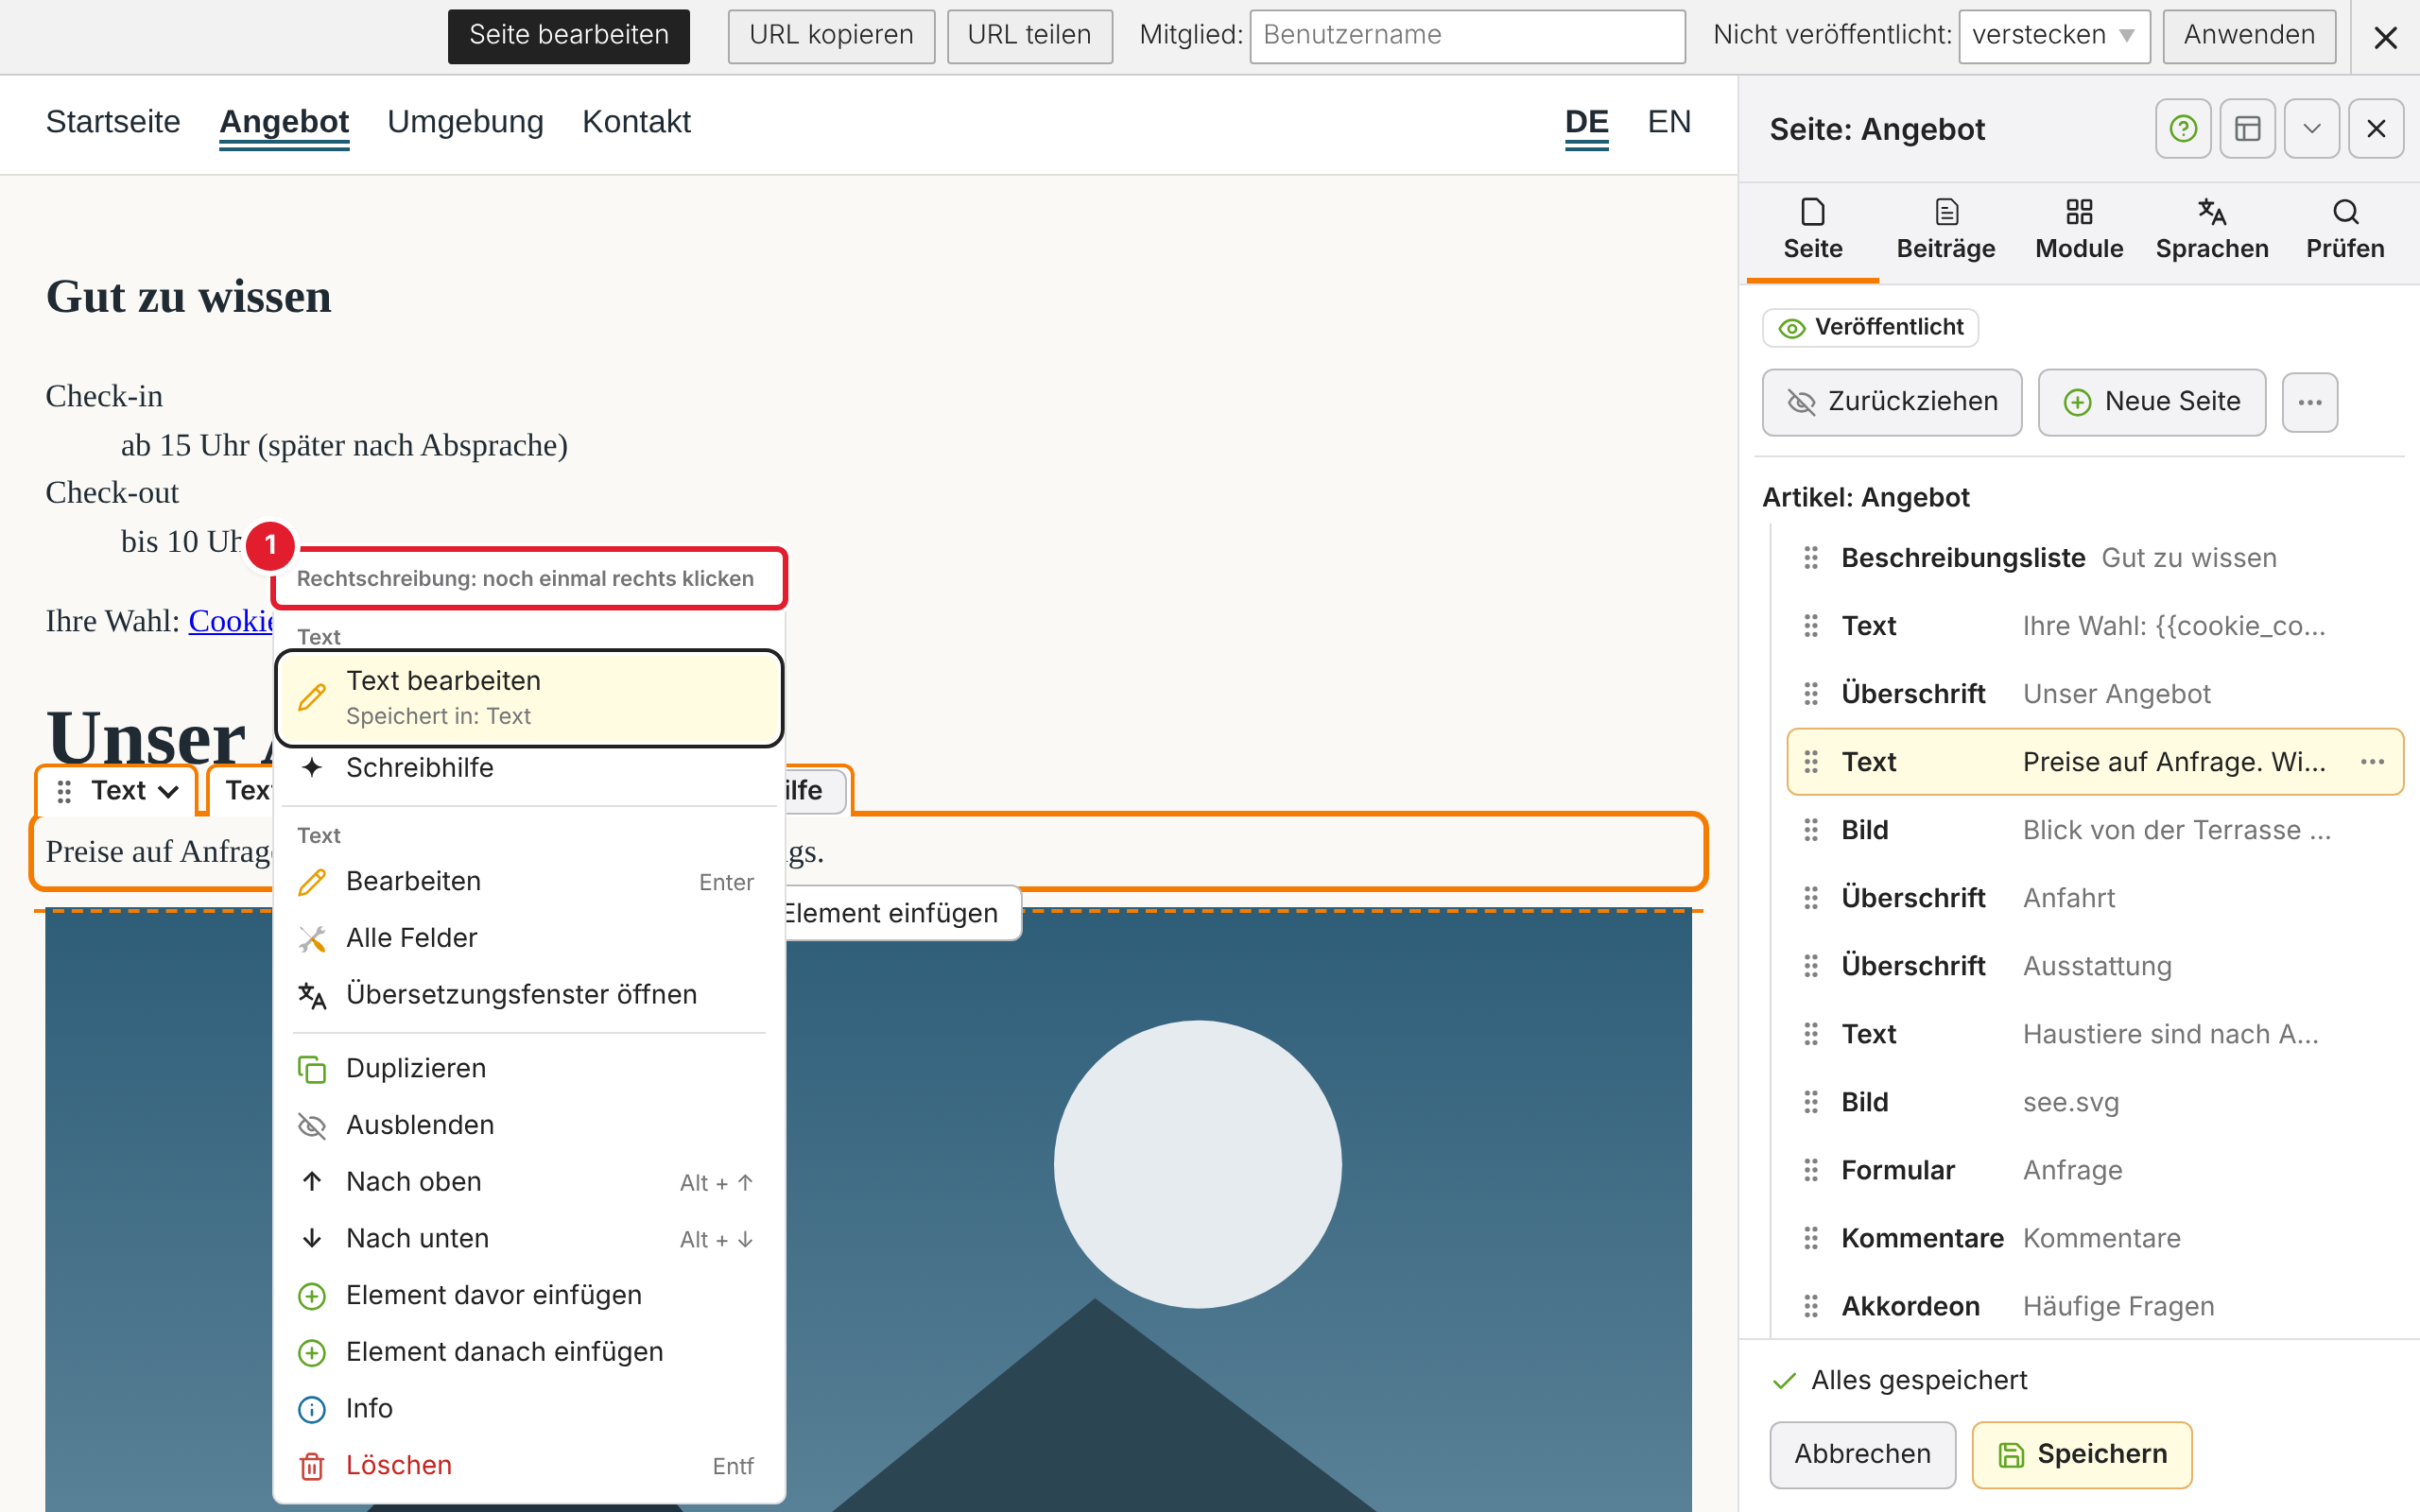 Seite bearbeiten
URL kopieren
URL teilen
Mitglied:
Benutzername
Nicht veröffentlicht:
verstecken
Anwenden
Startseite
Angebot
Umgebung
Kontakt
DE
EN
Gut zu wissen
Check-in
ab 15 Uhr (später nach Absprache)
Check-out
bis 10
1
Rechtschreibung: noch einmal rechts klicken
Ihre Wahl:
Text
Text bearbeiten
Speichert in: Text
Schreibhilfe
Unser
Text
Preise auf
Element einfügen
Text
Bearbeiten
Enter
Alle Felder
Übersetzungsfenster öffnen
Duplizieren
Ausblenden
Nach oben
Alt + ↑
Nach unten
Alt + ↓
Element davor einfügen
Element danach einfügen
Info
Löschen
Entf
Seite: Angebot
Seite
Beiträge
Module
Sprachen
Prüfen
Veröffentlicht
Zurückziehen
Neue Seite
Artikel: Angebot
Beschreibungsliste Gut zu wissen
Text Ihre Wahl: {{cookie_co...
Überschrift Unser Angebot
Text Preise auf Anfrage. Wi...
Bild Blick von der Terrasse ...
Überschrift Anfahrt
Überschrift Ausstattung
Text Haustiere sind nach A...
Bild see.svg
Formular Anfrage
Kommentare Kommentare
Akkordeon Häufige Fragen
Alles gespeichert
Abbrechen
Speichern